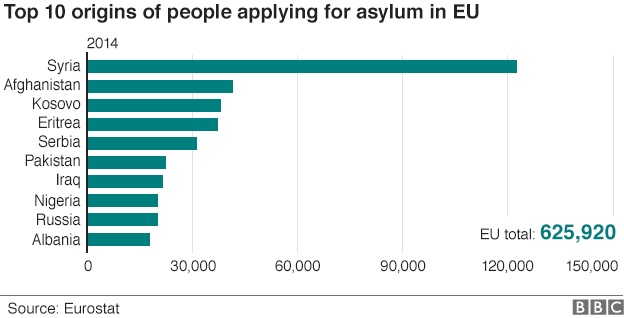 Top 10 origins of people applying for asylum in EU
2014
Syria
Afghanistan
Kosovo
Eritrea
Serbia
Pakistan
Iraq
Nigeria
Russia
Albania
EU total: 625,920
0 30,000 60,000 90,000 120,000 150,000
Source: Eurostat
BBC